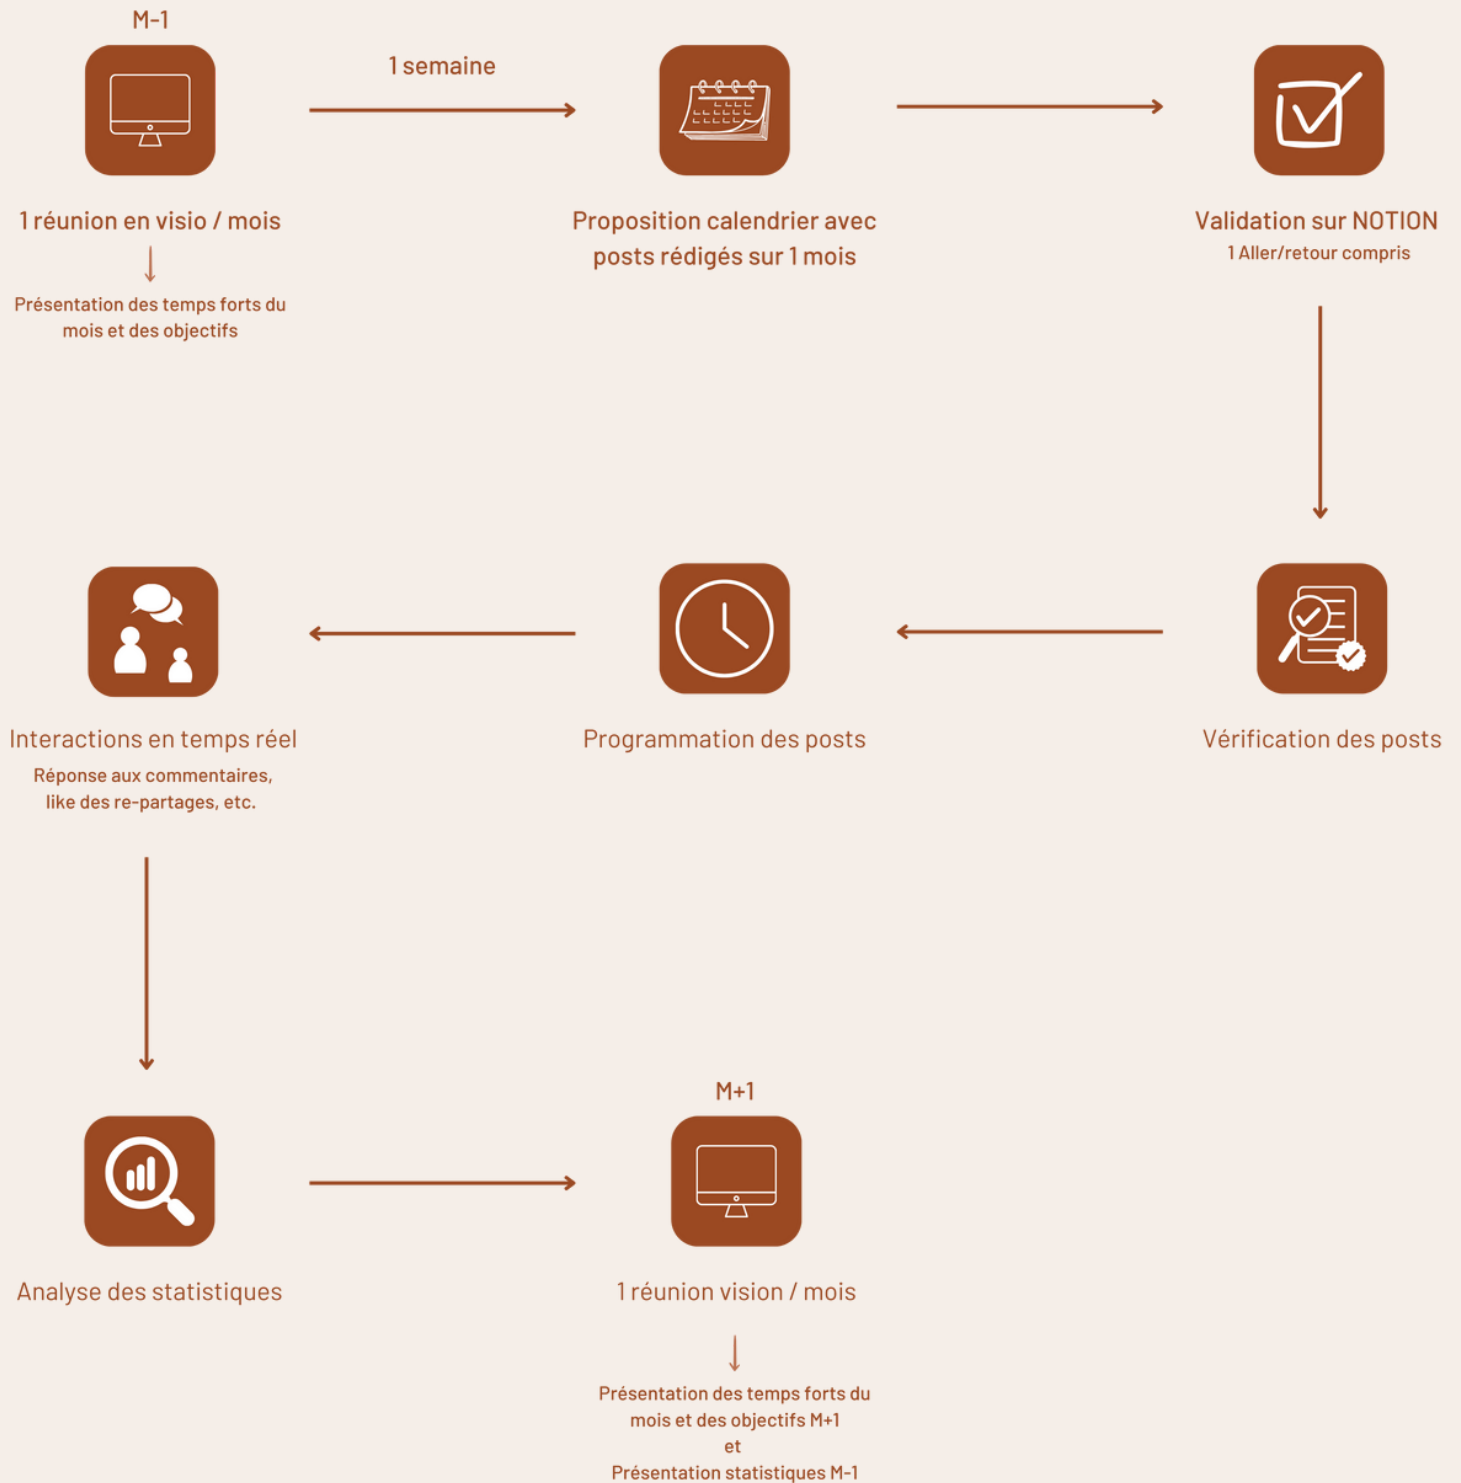 M-1
1 semaine
1 réunion en visio / mois
Présentation des temps forts du
mois et des objectifs
Proposition calendrier avec
posts rédigés sur 1 mois
Validation sur NOTION
1 Aller/retour compris
Vérification des posts
Programmation des posts
Interactions en temps réel
Réponse aux commentaires,
like des re-partages, etc.
Analyse des statistiques
M+1
1 réunion vision / mois
Présentation des temps forts du
mois et des objectifs M+1
et
Présentation statistiques M-1